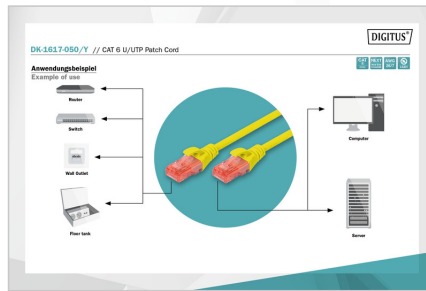 DIGITUS®
DK-1617-050/Y // CAT 6 U/UTP Patch Cord
Anwendungsbeispiel
Example of use
Router
Switch
Wall Outlet
Floor tank
Computer
Server